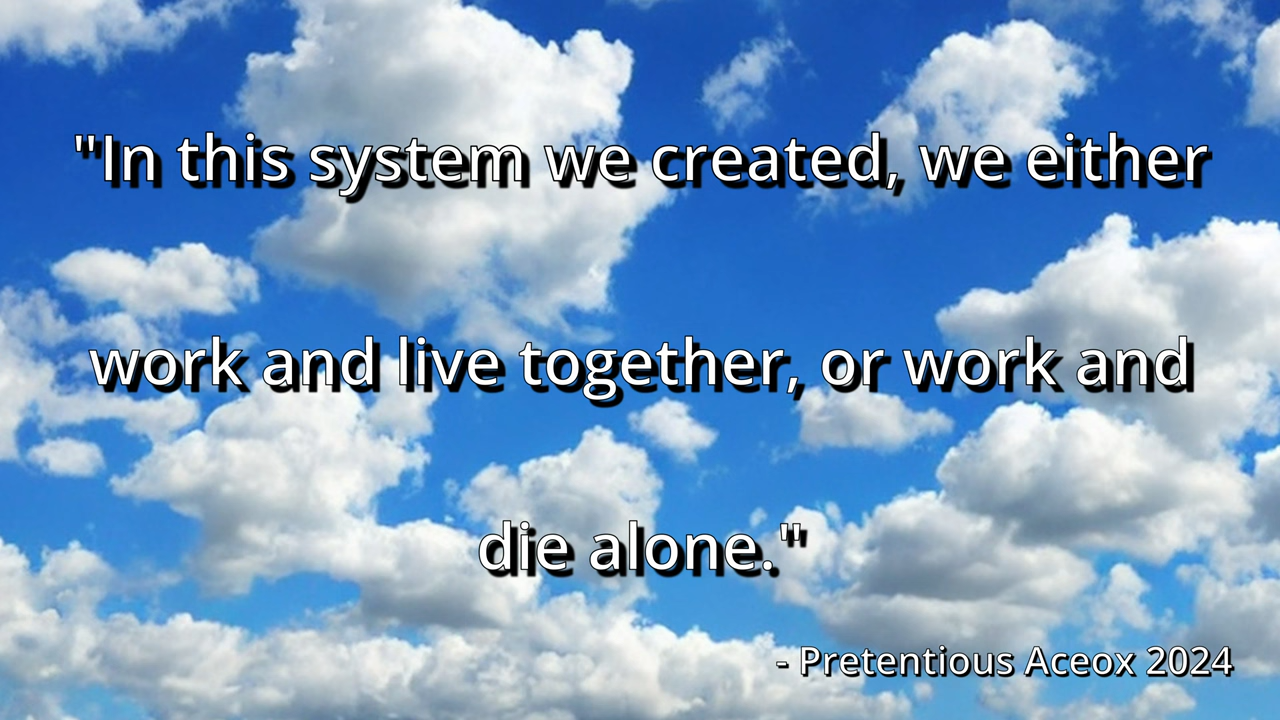 "In this system we created, we either
work and live together, or work and
die alone."
- Pretentious Aceox 2024